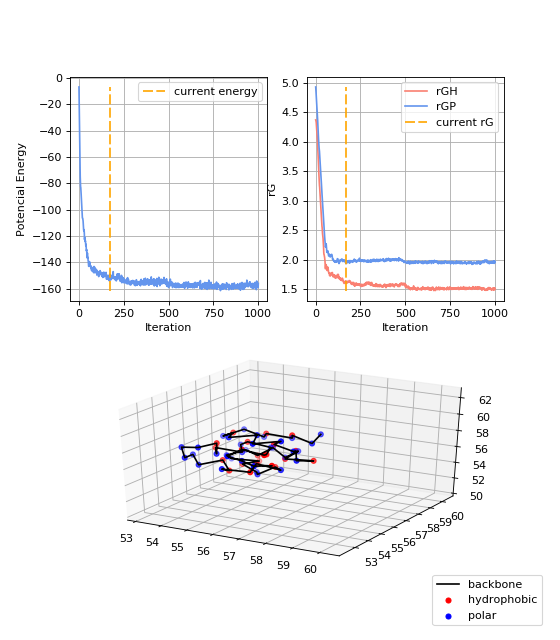 current energy
0
−20
−40
−60
−80
−100
−120
−140
−160
Potencial Energy
0 250 500 750 1000
Iteration
rGH
rGP
current rG
5.0
4.5
4.0
3.5
3.0
2.5
2.0
1.5
rG
0 250 500 750 1000
Iteration
62
60
58
56
54
52
50
53 54 55 56 57 58 59 60
53 54 55 56 57 58 59 60
backbone
hydrophobic
polar